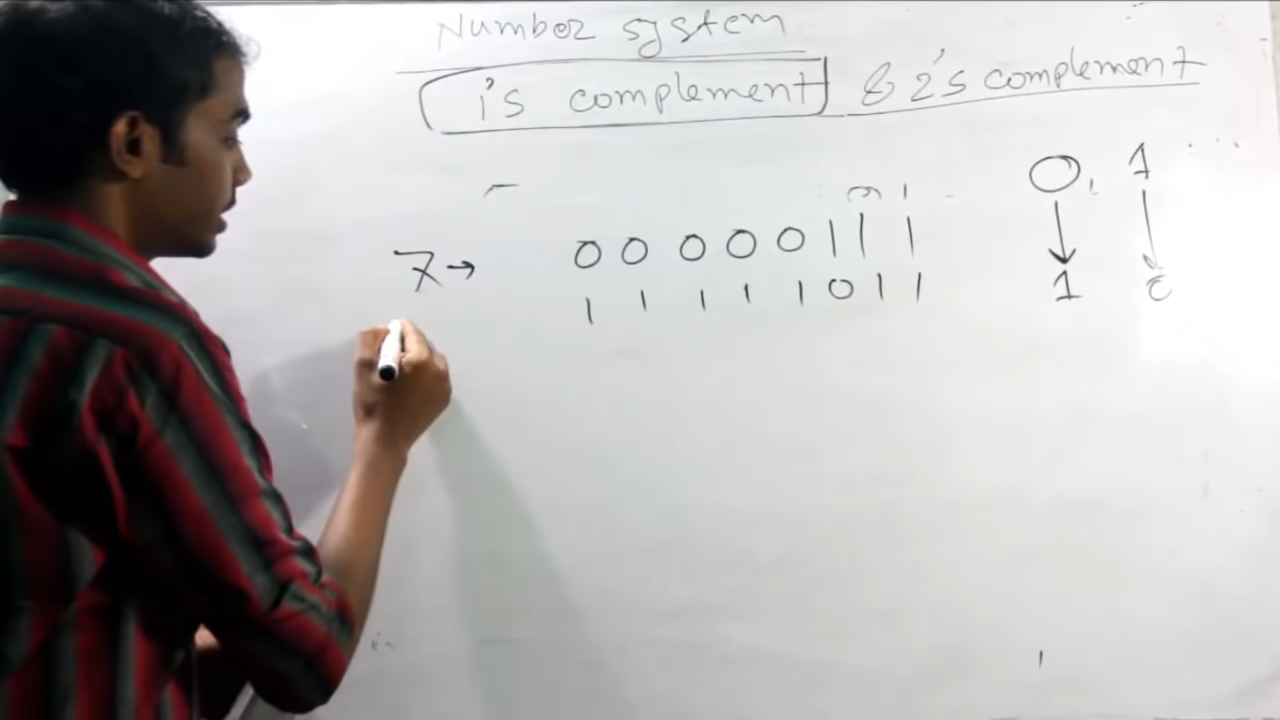 Number system
1's complement & 2's complement
0, 1
7→ 0 0 0 0 0 1 1 1
1 1 1 1 1 0 1 1
1 0